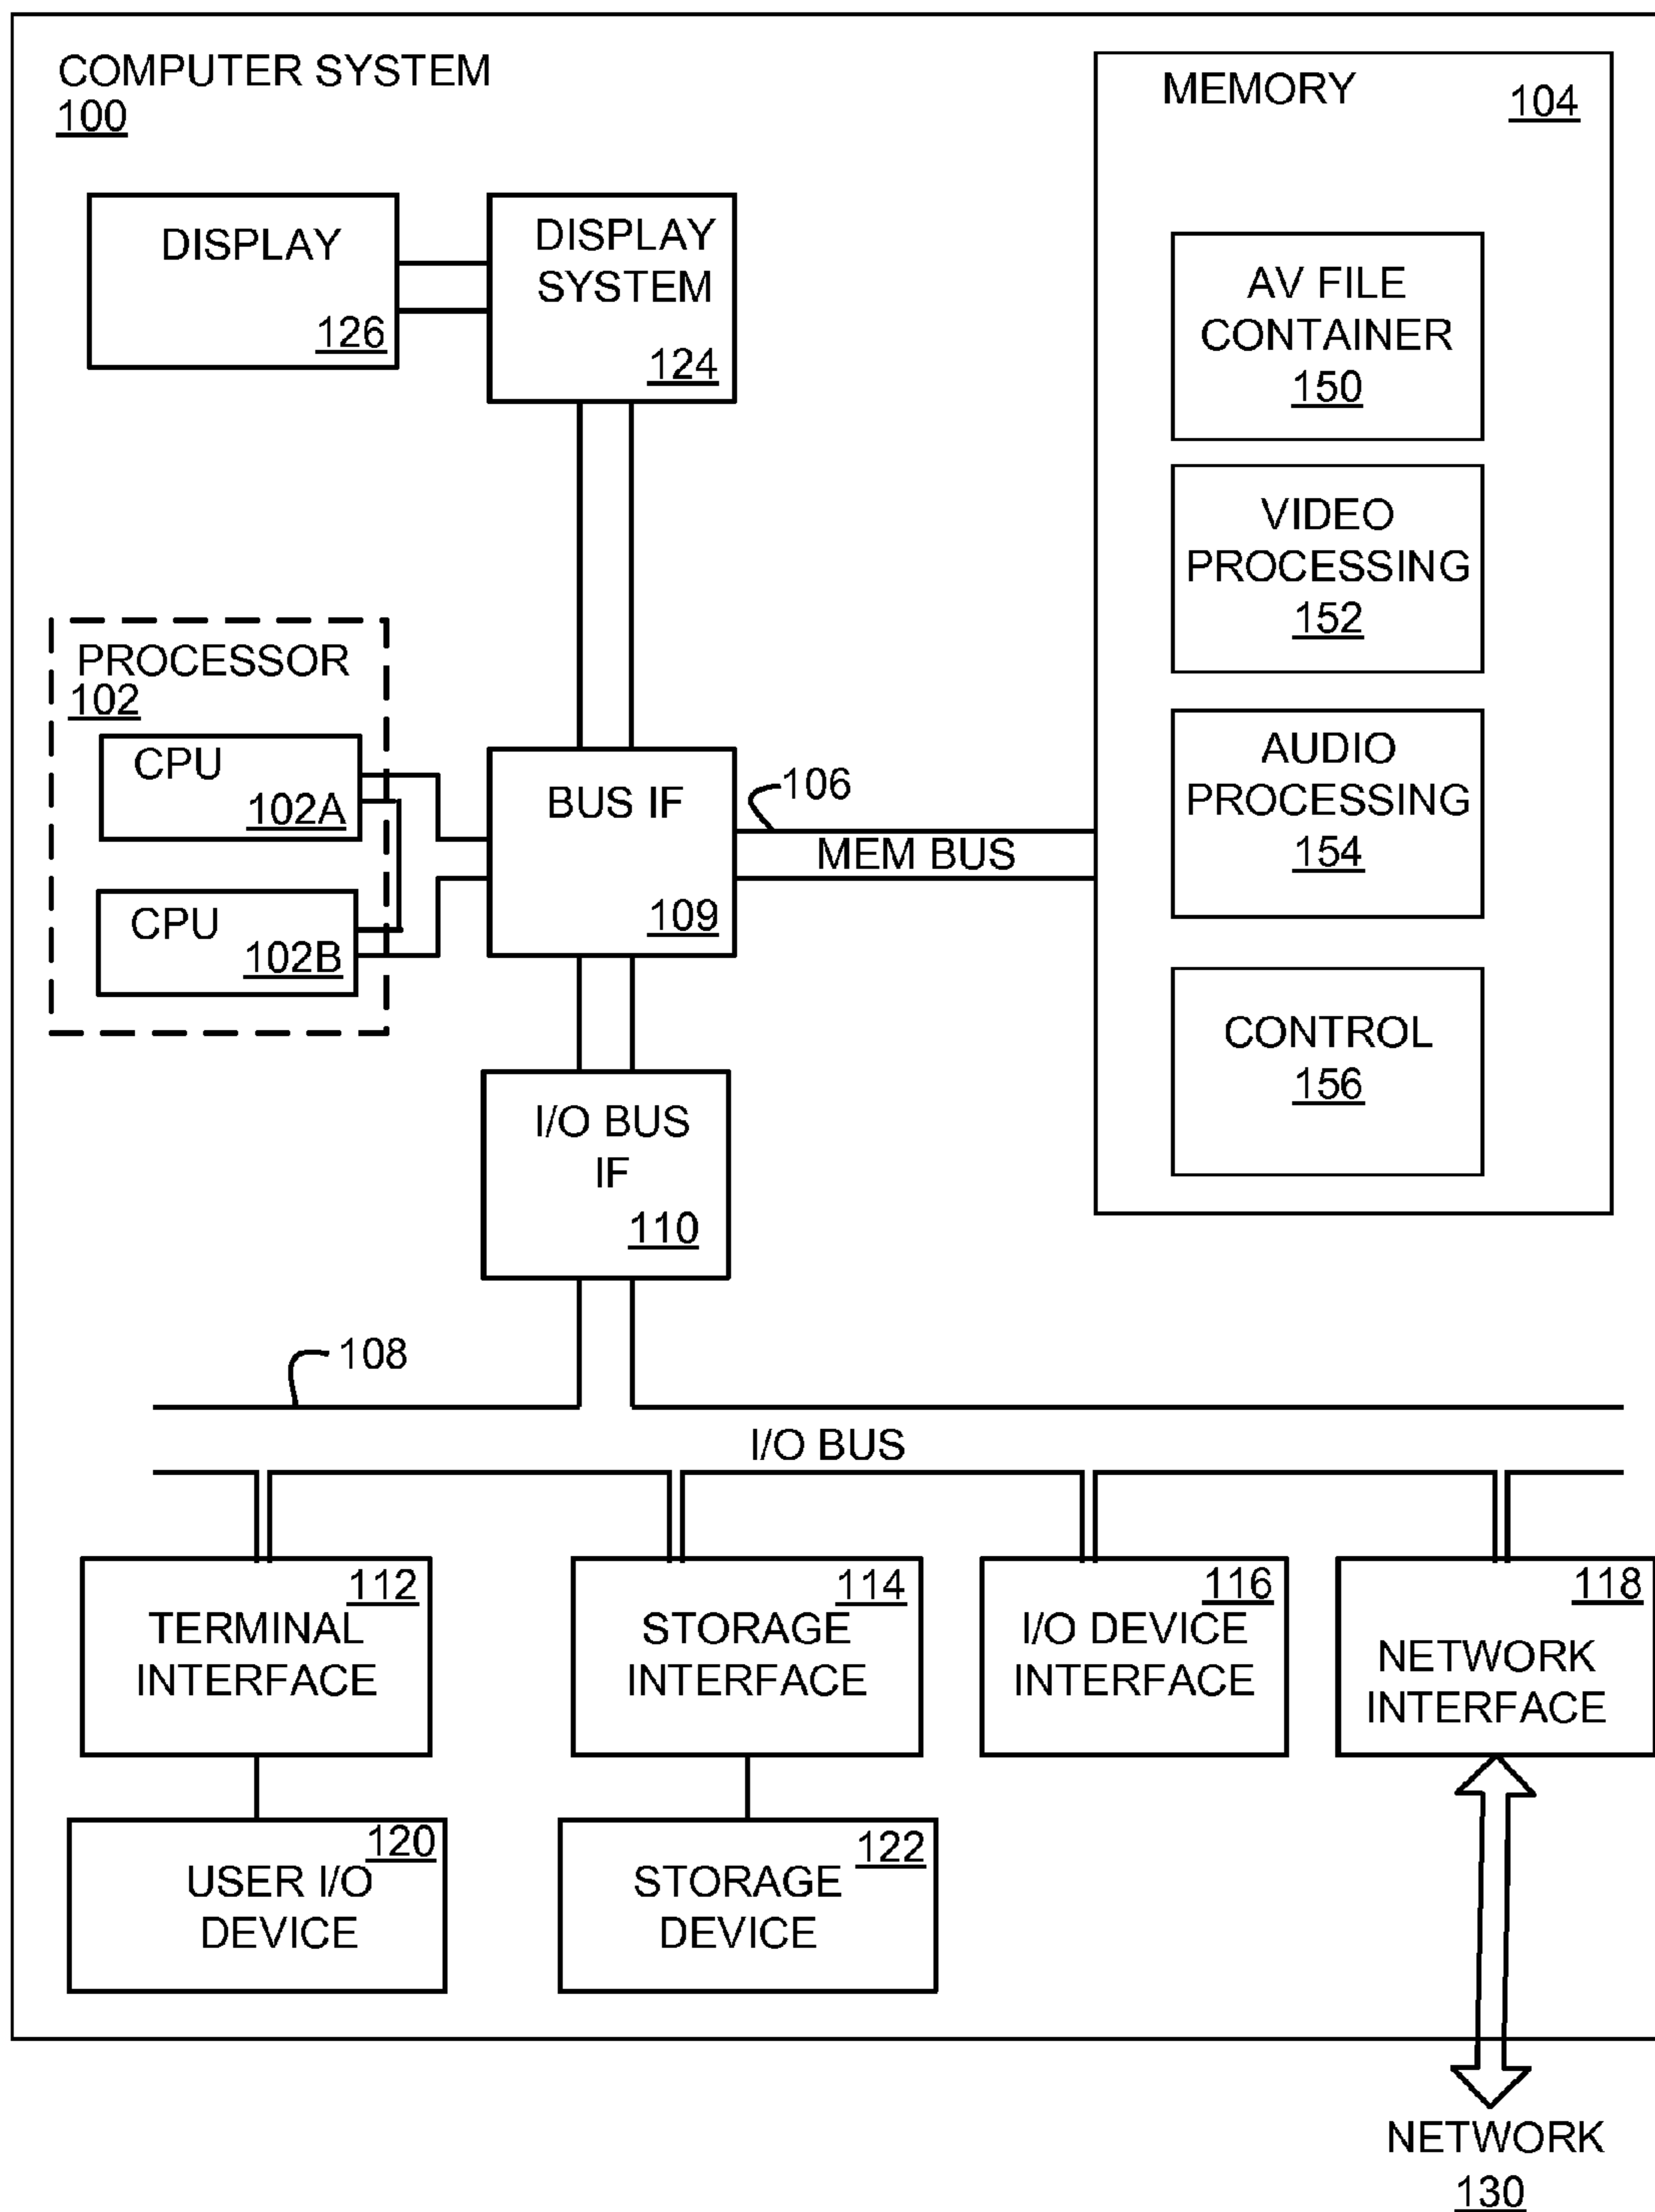 COMPUTER SYSTEM
100
MEMORY
104
DISPLAY
126
DISPLAY
SYSTEM
124
AV FILE
CONTAINER
150
VIDEO
PROCESSING
152
AUDIO
PROCESSING
154
CONTROL
156
PROCESSOR
102
CPU
102A
CPU
102B
BUS IF
109
106
MEM BUS
I/O BUS
IF
110
108
I/O BUS
112
TERMINAL
INTERFACE
114
STORAGE
INTERFACE
116
I/O DEVICE
INTERFACE
118
NETWORK
INTERFACE
120
USER I/O
DEVICE
122
STORAGE
DEVICE
NETWORK
130